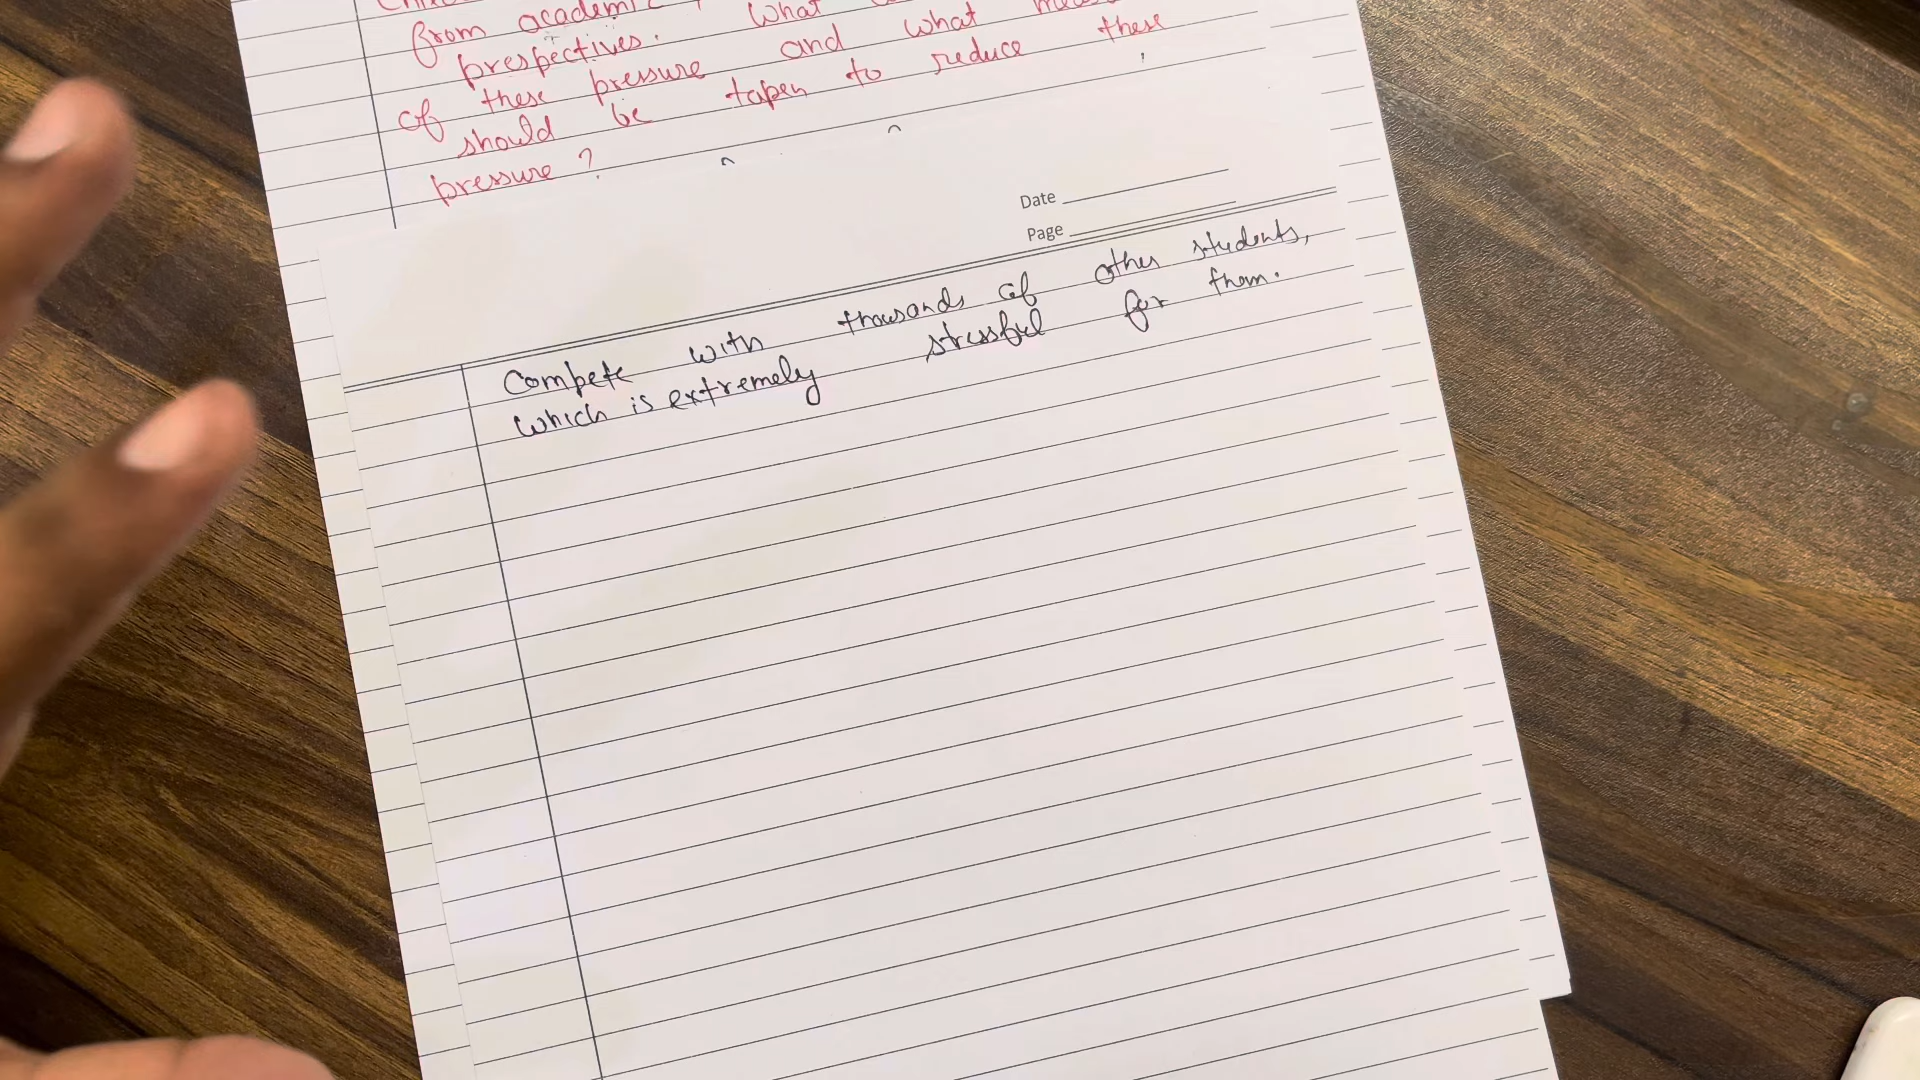 from academic
prespectives. What
of these pressure and what
should be tapen to reduce these
pressure ?
Date
Page
Compete with thousands of other students,
which is extremely stressful for them.